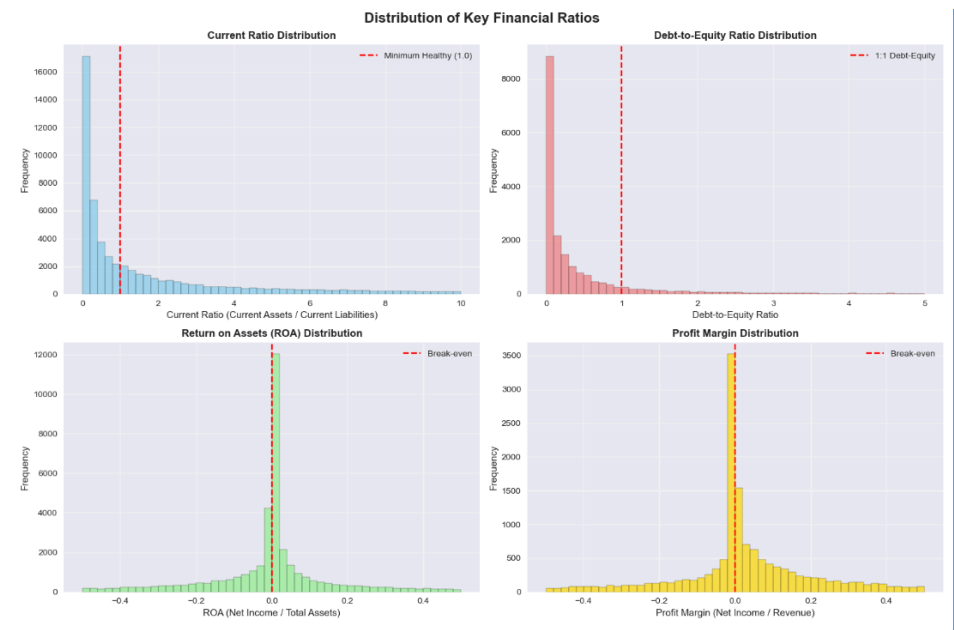 Distribution of Key Financial Ratios
Current Ratio Distribution
Minimum Healthy (1.0)
16000
14000
12000
10000
8000
6000
4000
2000
0
Frequency
0 2 4 6 8 10
Current Ratio (Current Assets / Current Liabilities)
Debt-to-Equity Ratio Distribution
1:1 Debt-Equity
8000
6000
4000
2000
0
Frequency
0 1 2 3 4 5
Debt-to-Equity Ratio
Return on Assets (ROA) Distribution
Break-even
12000
10000
8000
6000
4000
2000
0
Frequency
−0.4 −0.2 0.0 0.2 0.4
ROA (Net Income / Total Assets)
Profit Margin Distribution
Break-even
3500
3000
2500
2000
1500
1000
500
0
Frequency
−0.4 −0.2 0.0 0.2 0.4
Profit Margin (Net Income / Revenue)